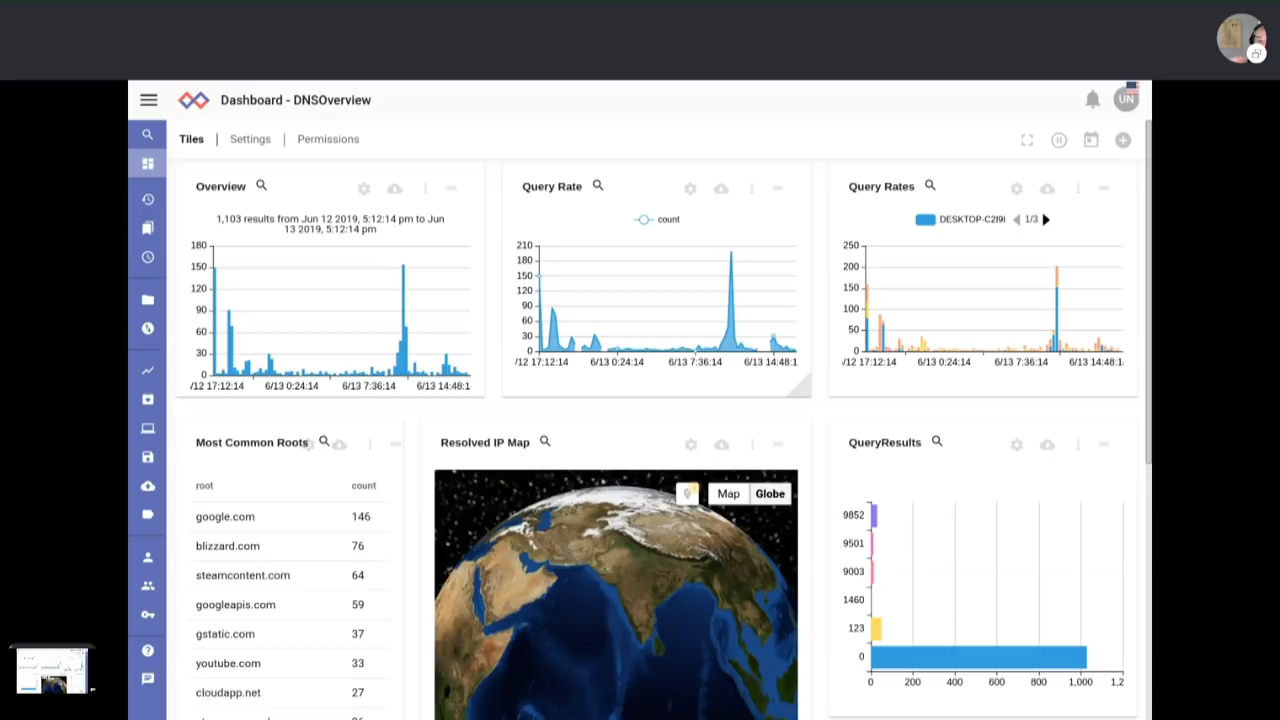 Dashboard - DNSOverview
UN
Tiles | Settings | Permissions
Overview
1,103 results from Jun 12 2019, 5:12:14 pm to Jun
13 2019, 5:12:14 pm
180
150
120
90
60
30
0
/12 17:12:14 6/13 0:24:14 6/13 7:36:14 6/13 14:48:1
Query Rate
count
210
180
150
120
90
60
30
0
/12 17:12:14 6/13 0:24:14 6/13 7:36:14 6/13 14:48:1
Query Rates
DESKTOP-C2I9I 1/3
250
200
150
100
50
0
/12 17:12:14 6/13 0:24:14 6/13 7:36:14 6/13 14:48:1
Most Common Roots
root count
google.com 146
blizzard.com 76
steamcontent.com 64
googleapis.com 59
gstatic.com 37
youtube.com 33
cloudapp.net 27
Resolved IP Map
Map Globe
QueryResults
9852
9501
9003
1460
123
0
0 200 400 600 800 1,000 1,2